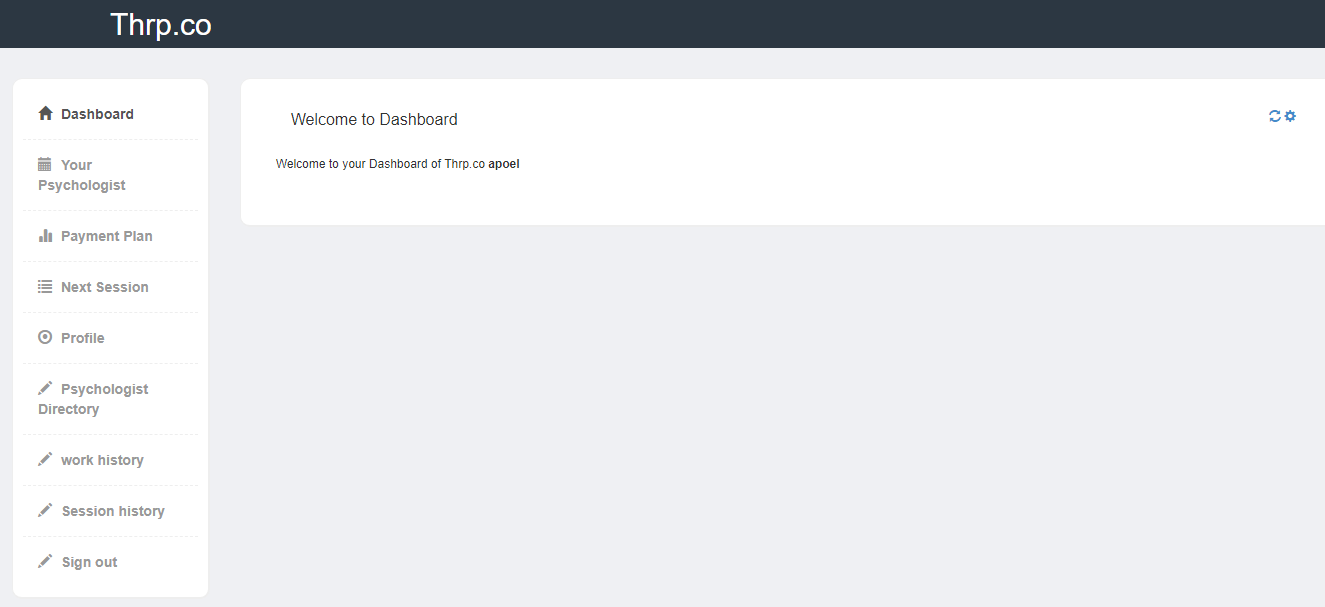 Thrp.co
Dashboard
Your
Psychologist
Payment Plan
Next Session
Profile
Psychologist
Directory
work history
Session history
Sign out
Welcome to Dashboard
Welcome to your Dashboard of Thrp.co apoel